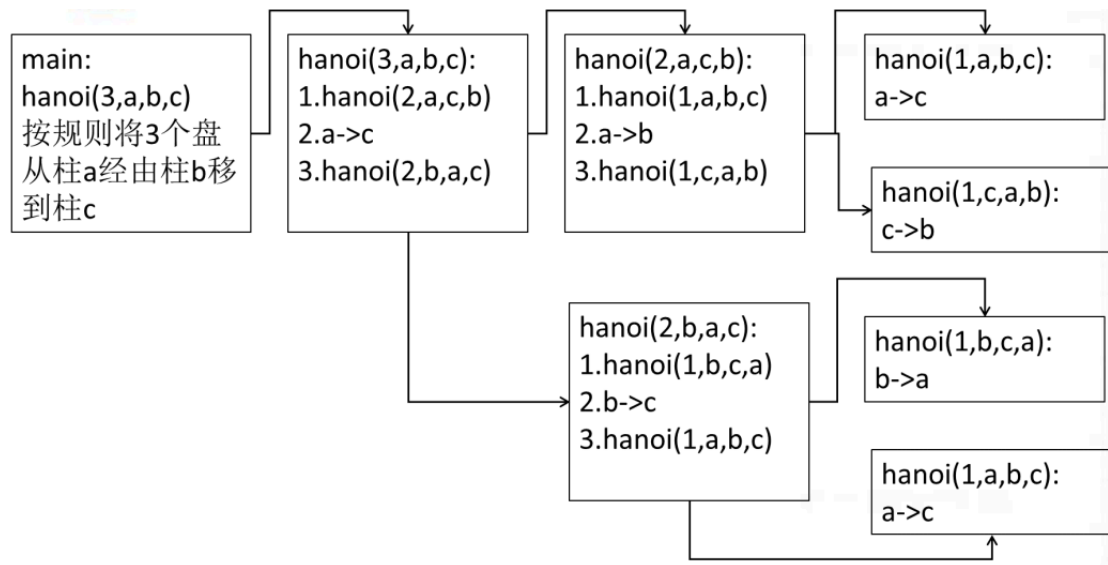 main:
hanoi(3,a,b,c)
按规则将3个盘
从柱a经由柱b移
到柱c
hanoi(3,a,b,c):
1.hanoi(2,a,c,b)
2.a->c
3.hanoi(2,b,a,c)
hanoi(2,a,c,b):
1.hanoi(1,a,b,c)
2.a->b
3.hanoi(1,c,a,b)
hanoi(1,a,b,c):
a->c
hanoi(1,c,a,b):
c->b
hanoi(2,b,a,c):
1.hanoi(1,b,c,a)
2.b->c
3.hanoi(1,a,b,c)
hanoi(1,b,c,a):
b->a
hanoi(1,a,b,c):
a->c